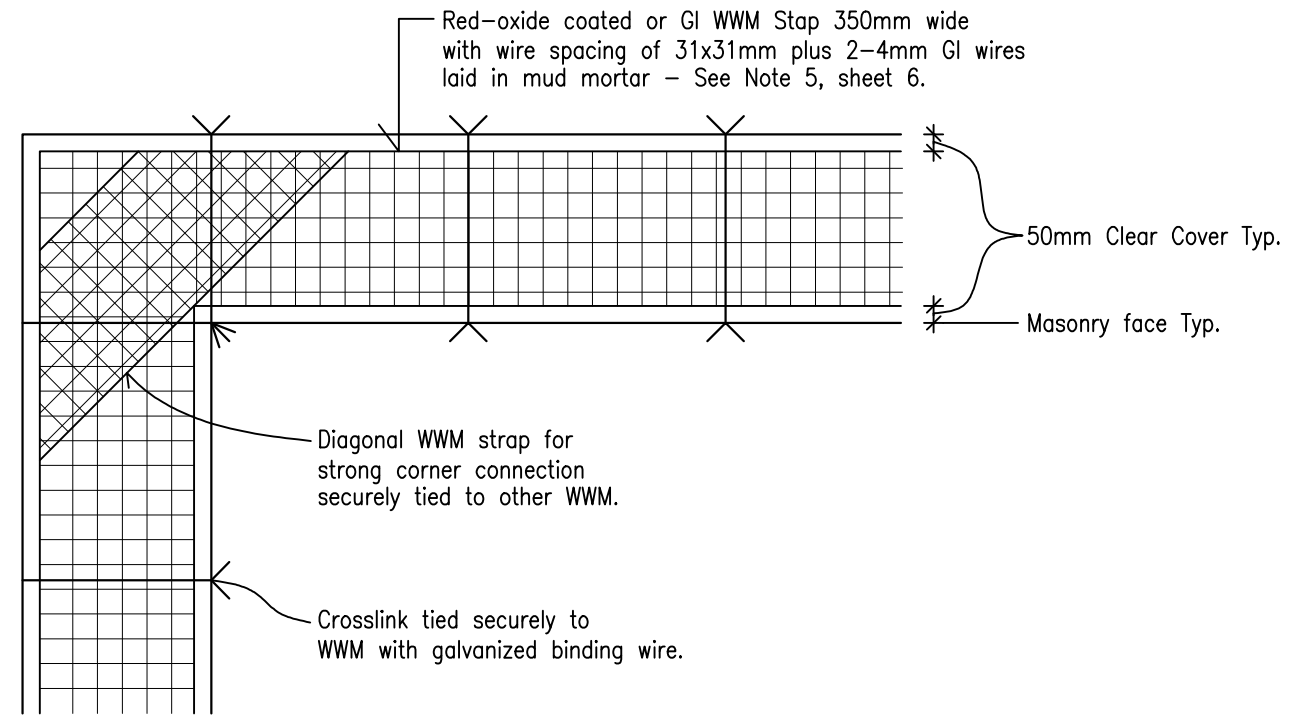 Red-oxide coated or GI WWM Stap 350mm wide
with wire spacing of 31x31mm plus 2-4mm GI wires
laid in mud mortar - See Note 5, sheet 6.
50mm Clear Cover Typ.
Masonry face Typ.
Diagonal WWM strap for
strong corner connection
securely tied to other WWM.
Crosslink tied securely to
WWM with galvanized binding wire.